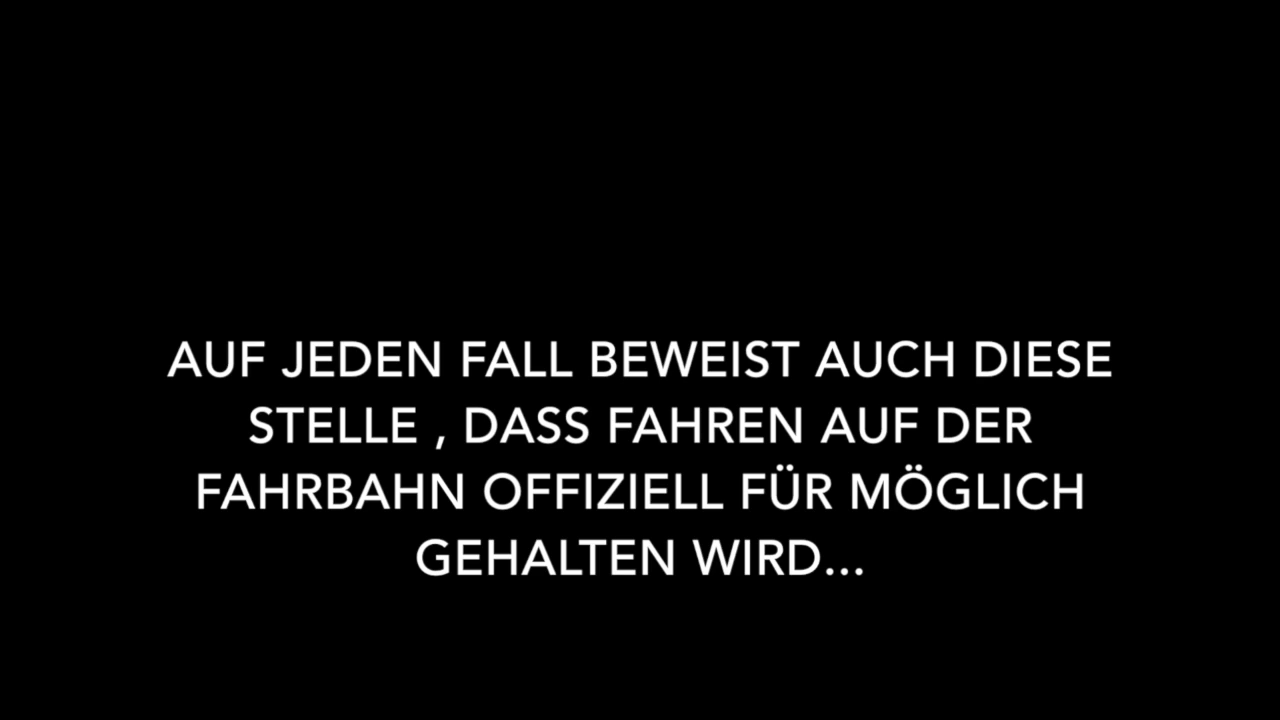 AUF JEDEN FALL BEWEIST AUCH DIESE
STELLE , DASS FAHREN AUF DER
FAHRBAHN OFFIZIELL FÜR MÖGLICH
GEHALTEN WIRD...